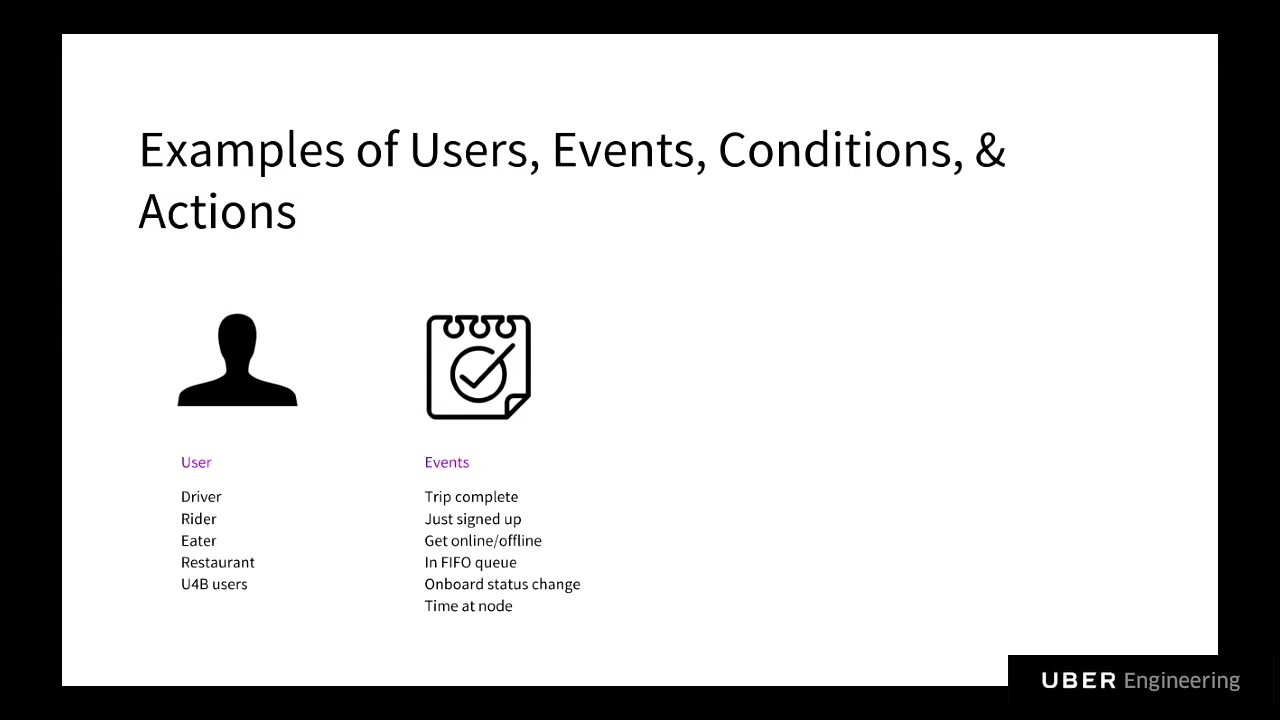 Examples of Users, Events, Conditions, &
Actions
User
Driver
Rider
Eater
Restaurant
U4B users
Events
Trip complete
Just signed up
Get online/offline
In FIFO queue
Onboard status change
Time at node
UBER Engineering